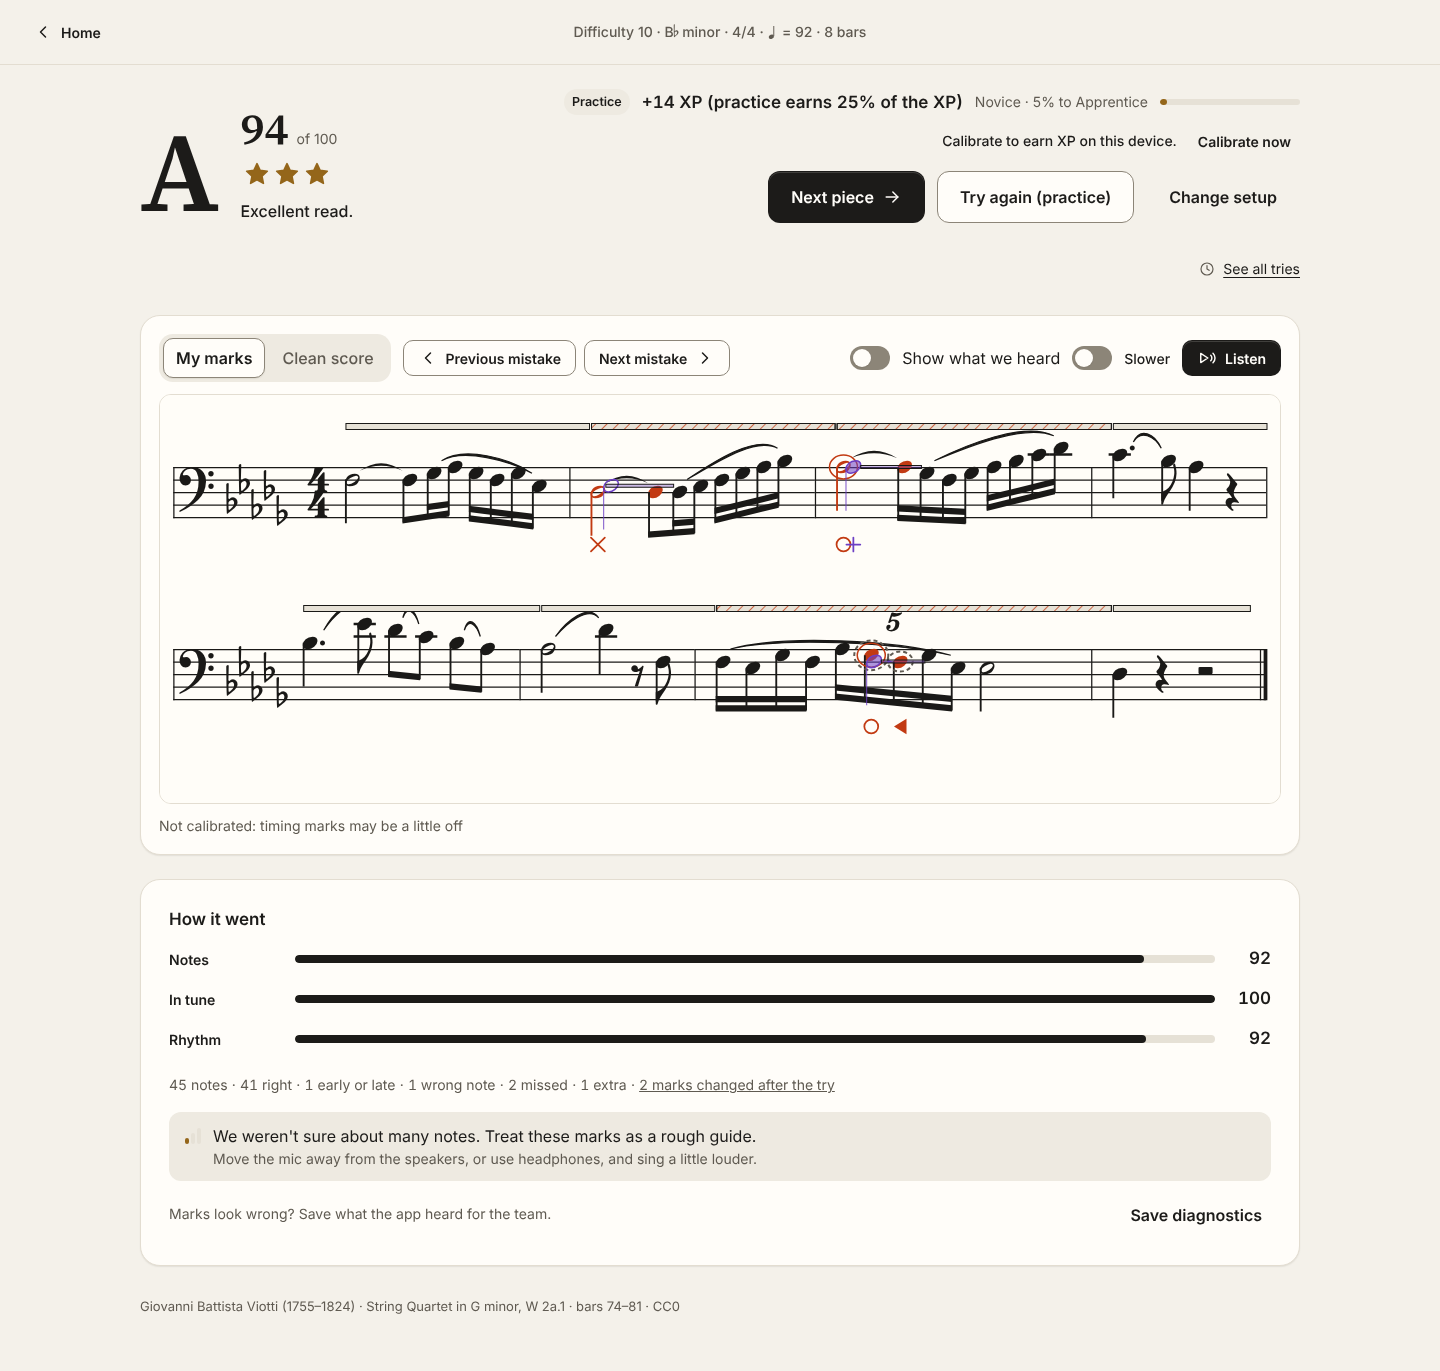 Home
Difficulty 10 · B♭ minor · 4/4 · ♩ = 92 · 8 bars
Practice +14 XP (practice earns 25% of the XP) Novice · 5% to Apprentice
A
94 of 100
Excellent read.
Calibrate to earn XP on this device. Calibrate now
Next piece → Try again (practice) Change setup
See all tries
My marks Clean score Previous mistake Next mistake Show what we heard Slower Listen
4
4
5
Not calibrated: timing marks may be a little off
How it went
Notes 92
In tune 100
Rhythm 92
45 notes · 41 right · 1 early or late · 1 wrong note · 2 missed · 1 extra · 2 marks changed after the try
We weren't sure about many notes. Treat these marks as a rough guide.
Move the mic away from the speakers, or use headphones, and sing a little louder.
Marks look wrong? Save what the app heard for the team. Save diagnostics
Giovanni Battista Viotti (1755–1824) · String Quartet in G minor, W 2a.1 · bars 74–81 · CC0